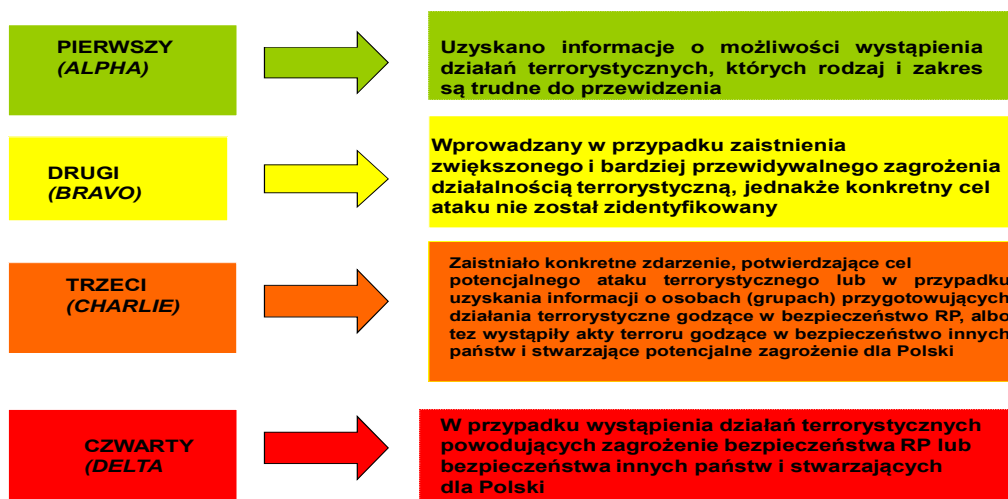 PIERWSZY
(ALPHA)
Uzyskano informacje o możliwości wystąpienia
działań terrorystycznych, których rodzaj i zakres
są trudne do przewidzenia
DRUGI
(BRAVO)
Wprowadzany w przypadku zaistnienia
zwiększonego i bardziej przewidywalnego zagrożenia
działalnością terrorystyczną, jednakże konkretny cel
ataku nie został zidentyfikowany
TRZECI
(CHARLIE)
Zaistniało konkretne zdarzenie, potwierdzające cel
potencjalnego ataku terrorystycznego lub w przypadku
uzyskania informacji o osobach (grupach) przygotowujących
działania terrorystyczne godzące w bezpieczeństwo RP, albo
tez wystąpiły akty terroru godzące w bezpieczeństwo innych
państw i stwarzające potencjalne zagrożenie dla Polski
CZWARTY
(DELTA
W przypadku wystąpienia działań terrorystycznych
powodujących zagrożenie bezpieczeństwa RP lub
bezpieczeństwa innych państw i stwarzających
dla Polski